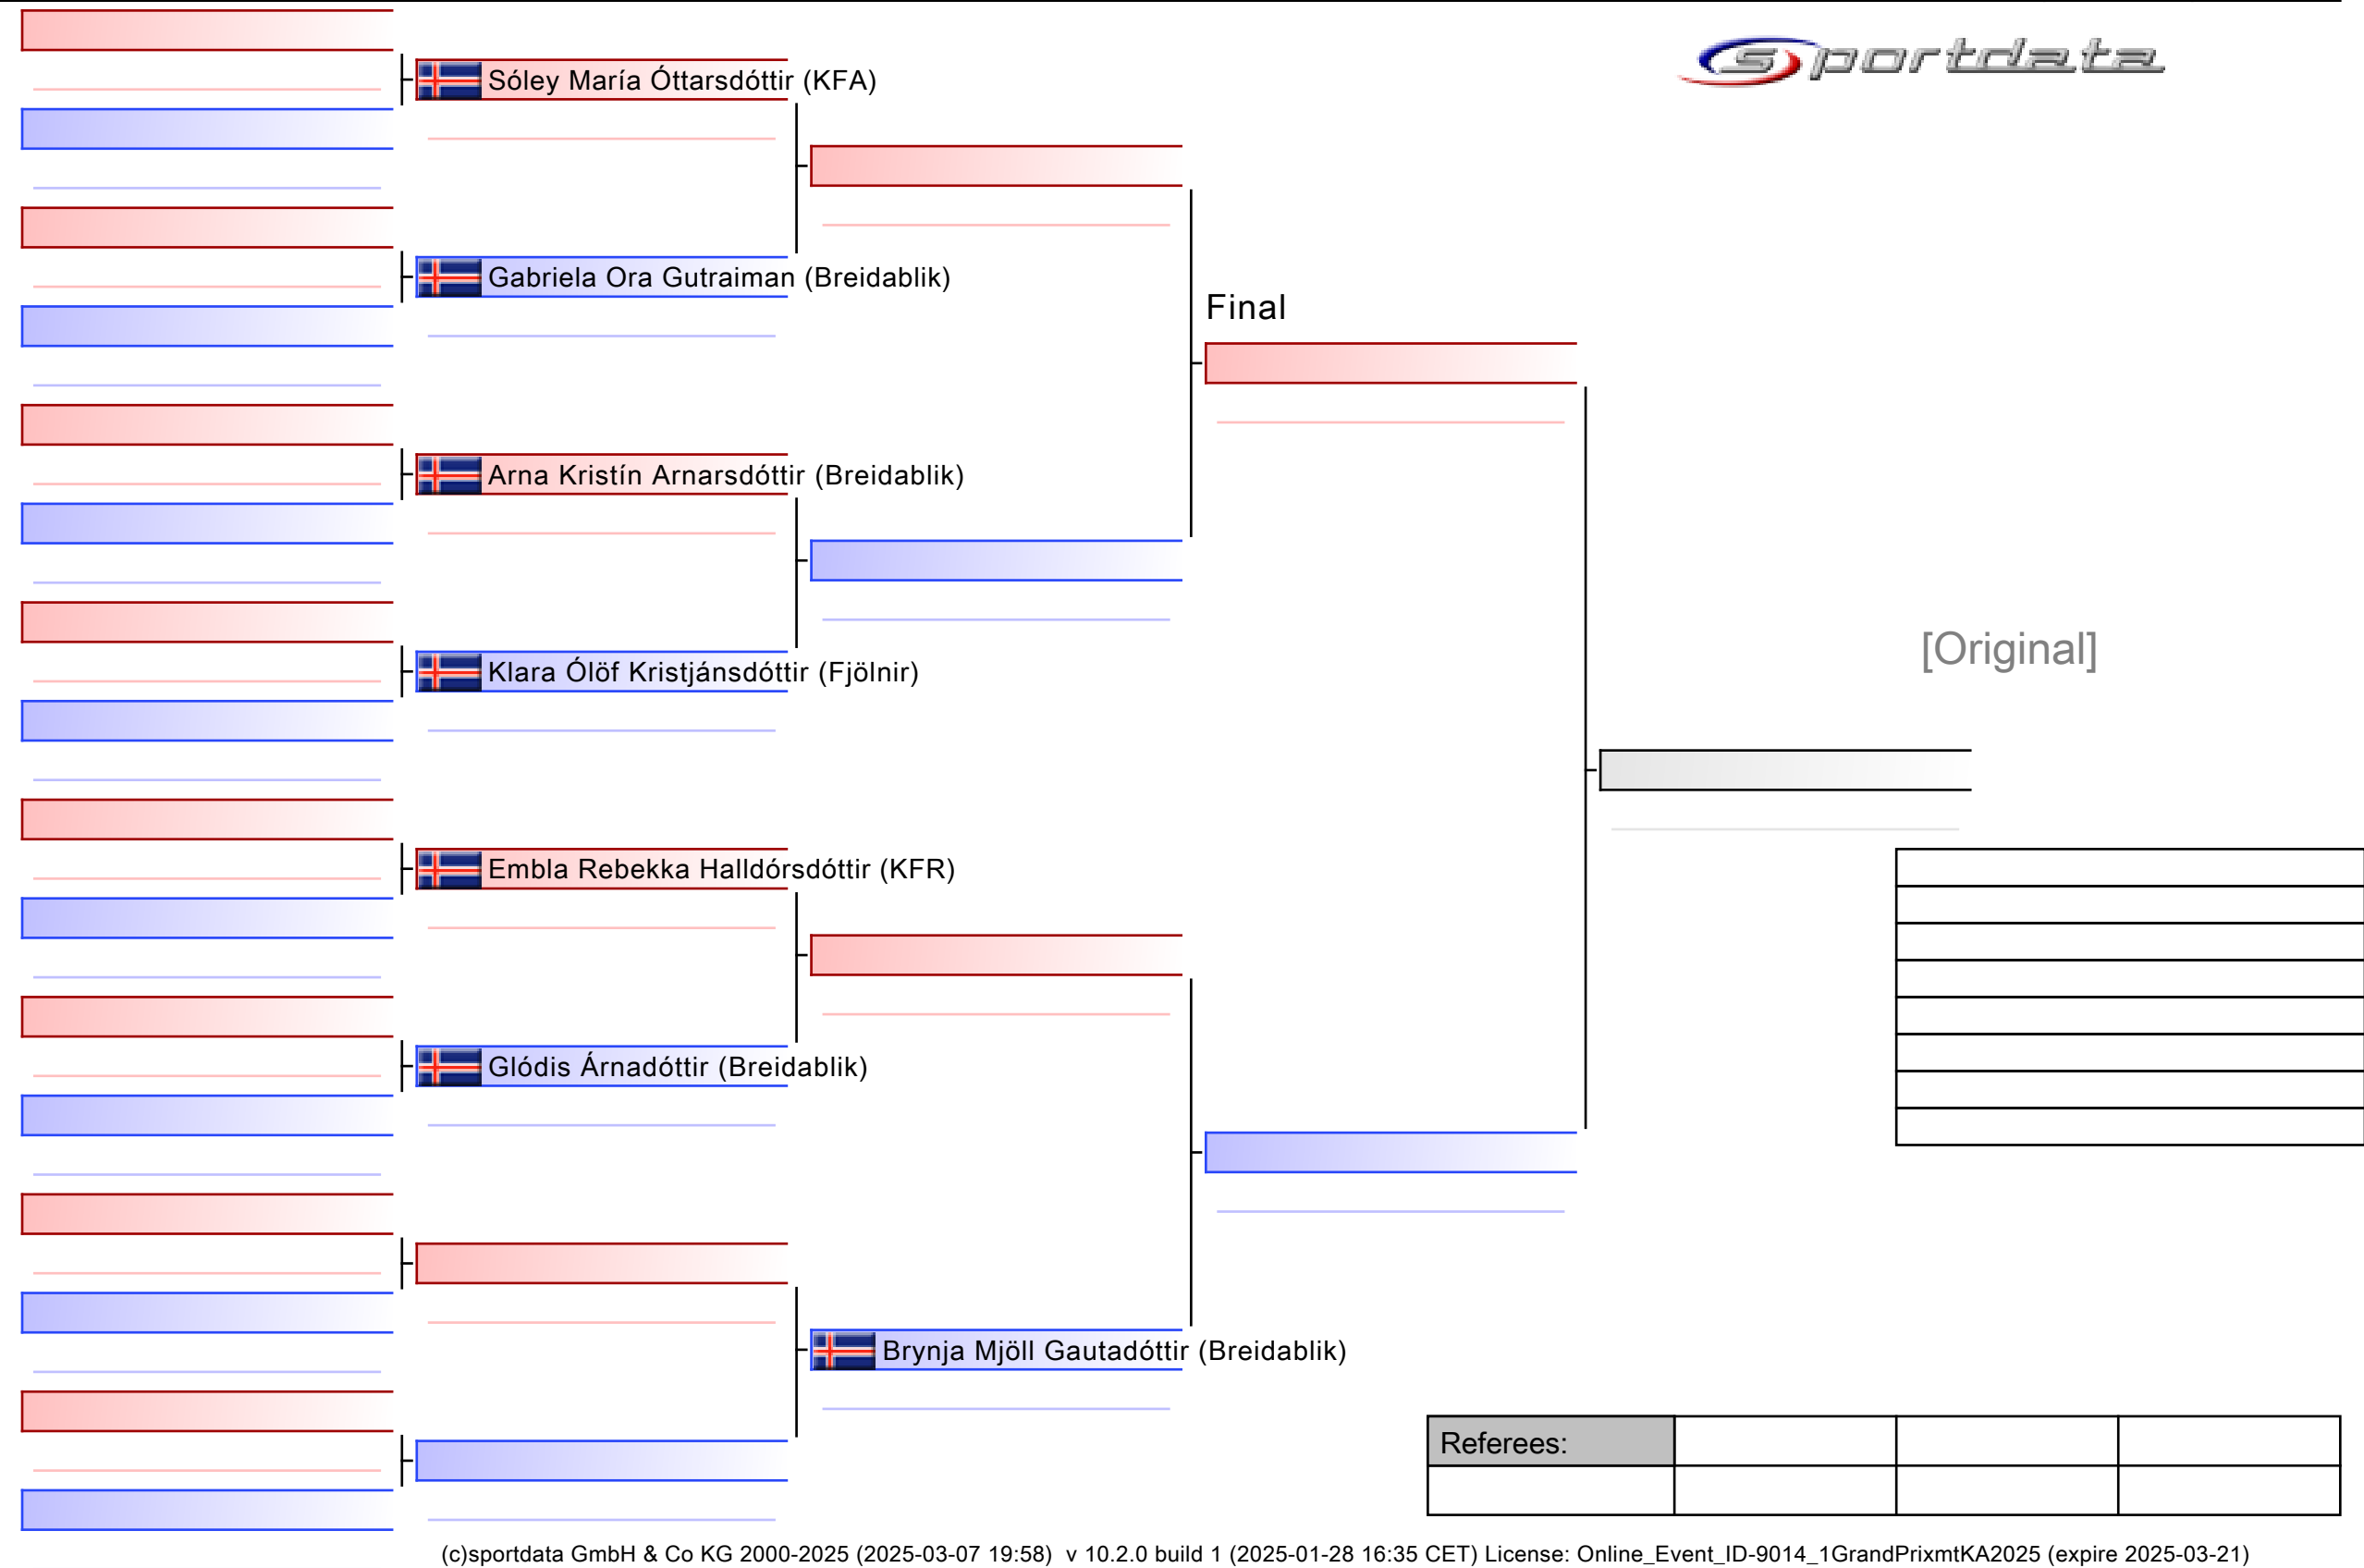 sportdata
Sóley María Óttarsdóttir (KFA)
Gabriela Ora Gutraiman (Breidablik)
Final
Arna Kristín Arnarsdóttir (Breidablik)
[Original]
Klara Ólöf Kristjánsdóttir (Fjölnir)
Embla Rebekka Halldórsdóttir (KFR)
Glódis Árnadóttir (Breidablik)
Brynja Mjöll Gautadóttir (Breidablik)
Referees:
(c)sportdata GmbH & Co KG 2000-2025 (2025-03-07 19:58) v 10.2.0 build 1 (2025-01-28 16:35 CET) License: Online_Event_ID-9014_1GrandPrixmtKA2025 (expire 2025-03-21)